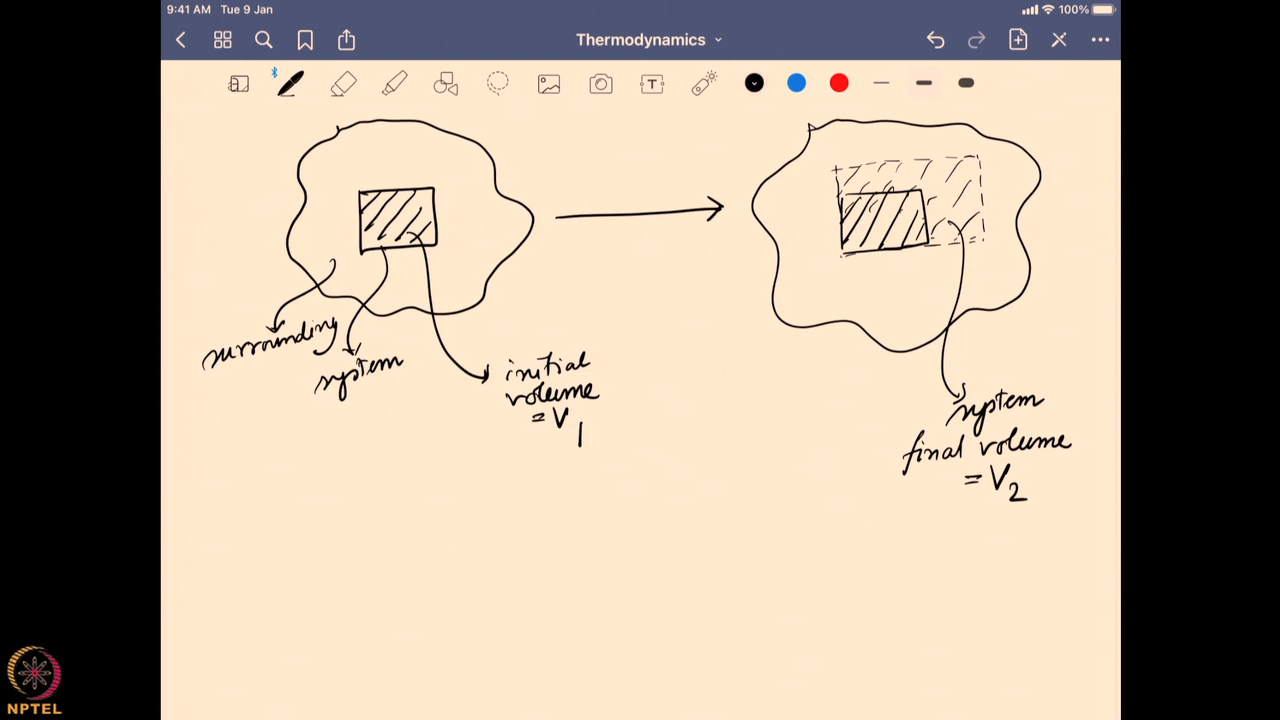 9:41 AM Tue 9 Jan
100%
Thermodynamics
T
surrounding
system
initial
volume
= V1
system
final volume
= V2
NPTEL